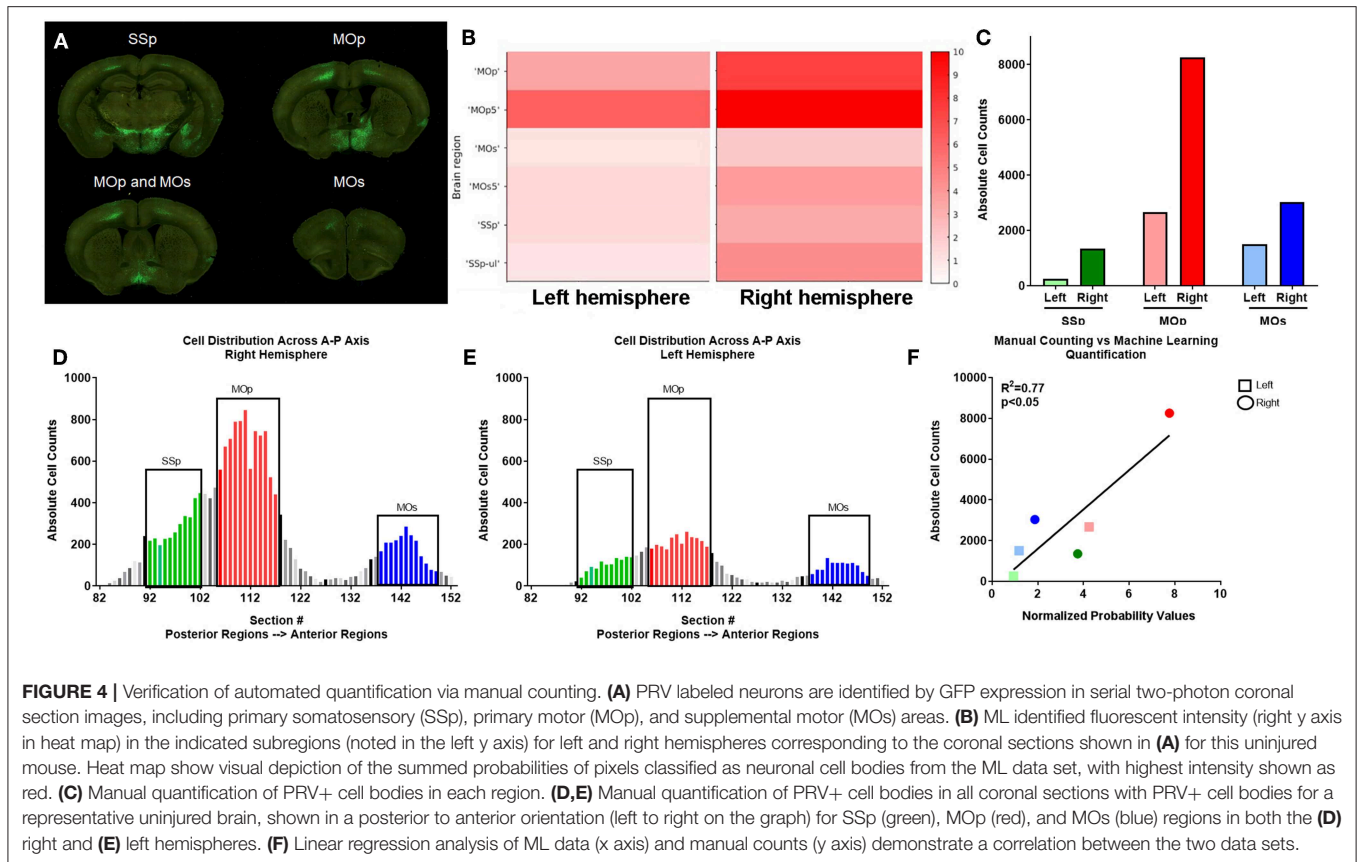 A
SSp
MOp
MOp and MOs
MOs
B
Brain region
'MOp'
'MOp5'
'MOs'
'MOs5'
'SSp'
'SSp-ul'
Left hemisphere
Right hemisphere
10
9
8
7
6
5
4
3
2
1
0
C
Absolute Cell Counts
8000
6000
4000
2000
0
Left Right Left Right Left Right
SSp MOp MOs
D
Cell Distribution Across A-P Axis
Right Hemisphere
Absolute Cell Counts
1000
800
600
400
200
0
SSp
MOp
MOs
82 92 102 112 122 132 142 152
Section #
Posterior Regions --> Anterior Regions
E
Cell Distribution Across A-P Axis
Left Hemisphere
Absolute Cell Counts
1000
800
600
400
200
0
SSp
MOp
MOs
82 92 102 112 122 132 142 152
Section #
Posterior Regions --> Anterior Regions
F
Manual Counting vs Machine Learning
Quantification
Absolute Cell Counts
10000
8000
6000
4000
2000
0
R²=0.77
p<0.05
Left
Right
0 2 4 6 8 10
Normalized Probability Values
FIGURE 4 | Verification of automated quantification via manual counting. (A) PRV labeled neurons are identified by GFP expression in serial two-photon coronal
section images, including primary somatosensory (SSp), primary motor (MOp), and supplemental motor (MOs) areas. (B) ML identified fluorescent intensity (right y axis
in heat map) in the indicated subregions (noted in the left y axis) for left and right hemispheres corresponding to the coronal sections shown in (A) for this uninjured
mouse. Heat map show visual depiction of the summed probabilities of pixels classified as neuronal cell bodies from the ML data set, with highest intensity shown as
red. (C) Manual quantification of PRV+ cell bodies in each region. (D,E) Manual quantification of PRV+ cell bodies in all coronal sections with PRV+ cell bodies for a
representative uninjured brain, shown in a posterior to anterior orientation (left to right on the graph) for SSp (green), MOp (red), and MOs (blue) regions in both the (D)
right and (E) left hemispheres. (F) Linear regression analysis of ML data (x axis) and manual counts (y axis) demonstrate a correlation between the two data sets.